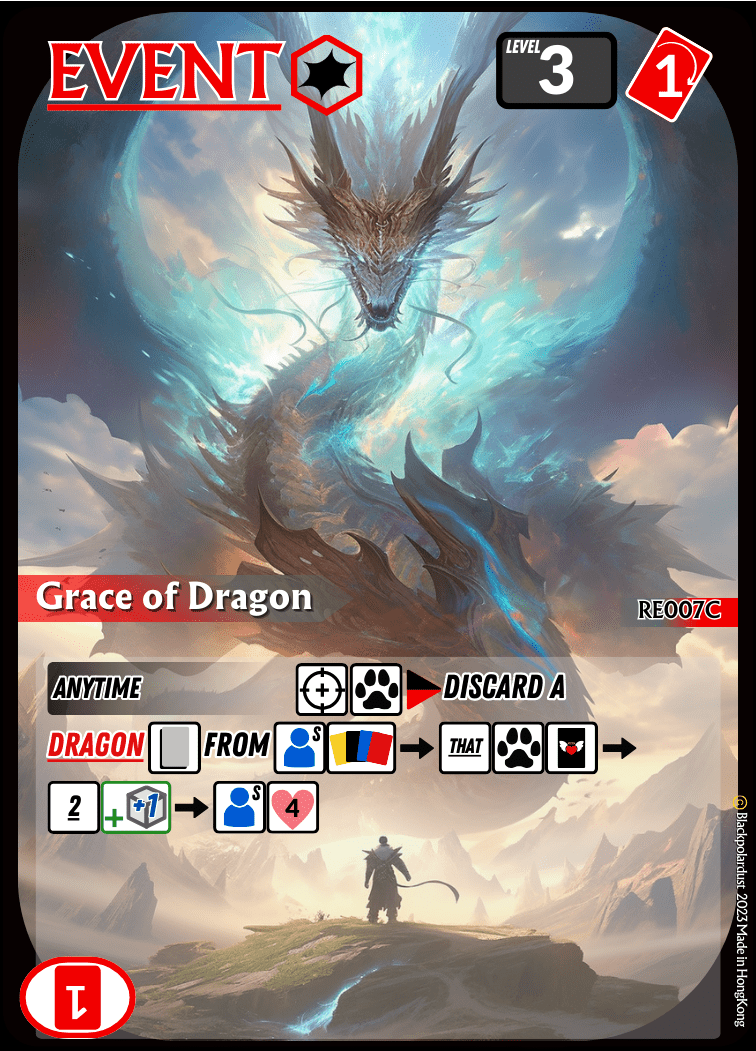 EVENT
LEVEL 3
1
Grace of Dragon
RE007C
ANYTIME DISCARD A
DRAGON FROM S THAT
2 + +1 S 4
© Blackpolardust 2023 Made in HongKong
1